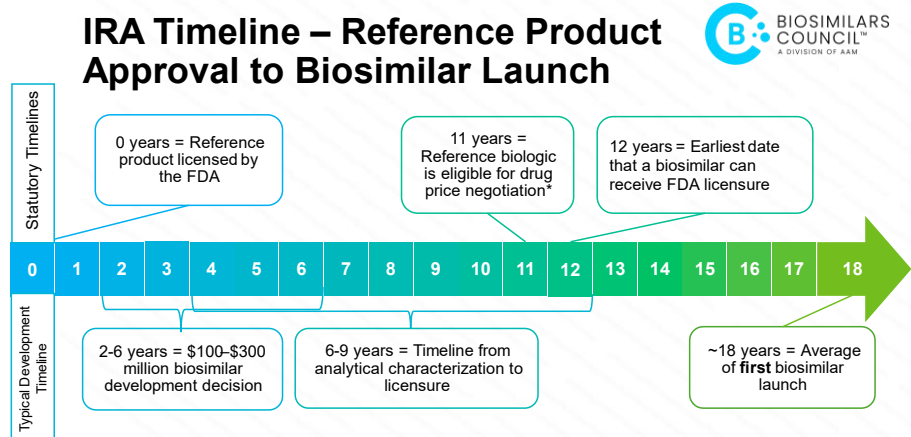 IRA Timeline – Reference Product
Approval to Biosimilar Launch
BIOSIMILARS
COUNCIL™
A DIVISION OF AAM
B
Statutory Timelines
0 years = Reference
product licensed by
the FDA
11 years =
Reference biologic
is eligible for drug
price negotiation*
12 years = Earliest date
that a biosimilar can
receive FDA licensure
0 1 2 3 4 5 6 7 8 9 10 11 12 13 14 15 16 17 18
Typical Development
Timeline
2-6 years = $100–$300
million biosimilar
development decision
6-9 years = Timeline from
analytical characterization to
licensure
~18 years = Average
of first biosimilar
launch